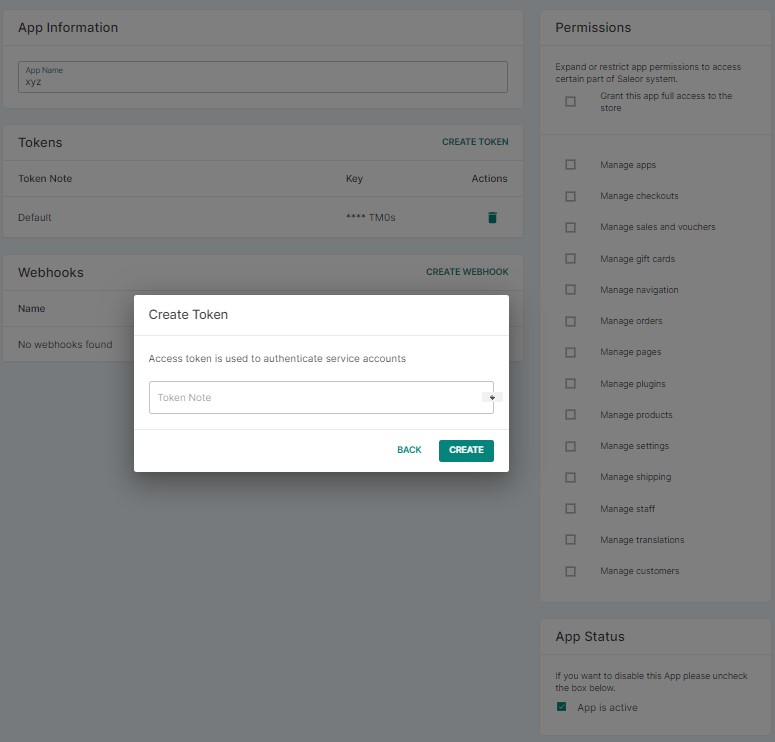 App Information
App Name
xyz
Tokens
CREATE TOKEN
Token Note Key Actions
Default **** TM0s
Webhooks
CREATE WEBHOOK
Name
No webhooks found
Create Token
Access token is used to authenticate service accounts
Token Note
BACK
CREATE
Permissions
Expand or restrict app permissions to access
certain part of Saleor system.
Grant this app full access to the
store
Manage apps
Manage checkouts
Manage sales and vouchers
Manage gift cards
Manage navigation
Manage orders
Manage pages
Manage plugins
Manage products
Manage settings
Manage shipping
Manage staff
Manage translations
Manage customers
App Status
If you want to disable this App please uncheck
the box below.
App is active